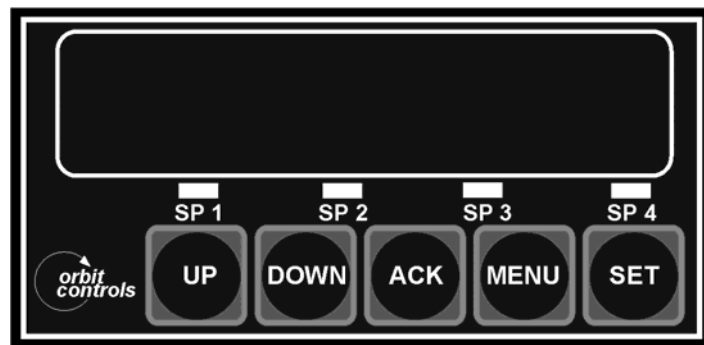 SP 1 SP 2 SP 3 SP 4
UP DOWN ACK MENU SET
orbit
controls